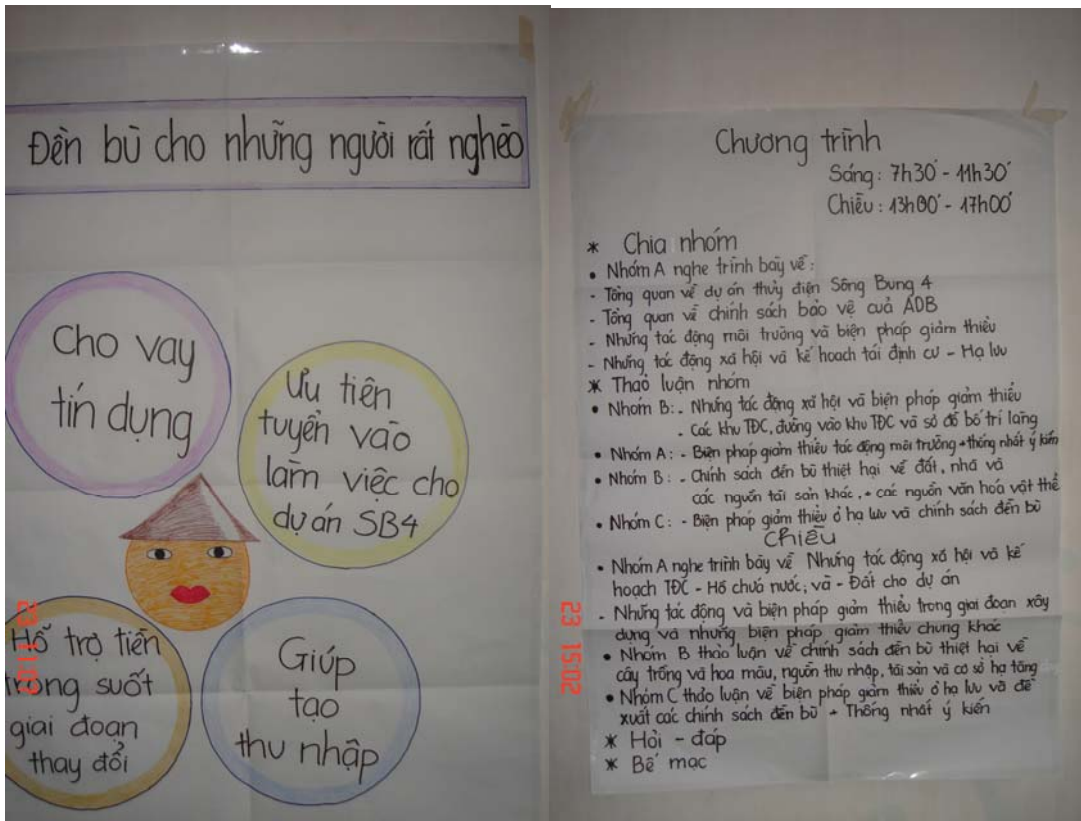 Đền bù cho những người rất nghèo
Cho vay
tín dụng
Ưu tiên
tuyển vào
làm việc cho
dự án SB4
Hỗ trợ tiền
trong suốt
giai đoạn
thay đổi
Giúp
tạo
thu nhập
23 11:09
Chương trình
Sáng: 7h30' - 11h30'
Chiều: 13h00' - 17h00'
* Chia nhóm
• Nhóm A nghe trình bày về:
- Tổng quan về dự án thủy điện Sông Bung 4
- Tổng quan về chính sách bảo vệ cuả ADB
- Những tác động môi trường và biện pháp giảm thiểu
- Những tác động xã hội và kế hoạch tái định cư - Hạ lưu
* Thảo luận nhóm
• Nhóm B: - Những tác động xã hội và biện pháp giảm thiểu
- Các khu TĐC, đường vào khu TĐC và sơ đồ bố trí làng
• Nhóm A: - Biện pháp giảm thiểu tác động môi trường + thống nhất ý kiến
• Nhóm B: - Chính sách đền bù thiệt hại về đất, nhà và
các nguồn tài sản khác, + các nguồn văn hoá vật thể
• Nhóm C: - Biện pháp giảm thiểu ở hạ lưu và chính sách đền bù
Chiều
• Nhóm A nghe trình bày về Những tác động xã hội và kế
hoạch TĐC - Hồ chứa nước; và - Đất cho dự án
- Những tác động và biện pháp giảm thiểu trong giai đoạn xây
dựng và những biện pháp giảm thiểu chung khác
• Nhóm B thảo luận về chính sách đền bù thiệt hại về
cây trồng và hoa màu, nguồn thu nhập, tài sản và cơ sở hạ tầng
• Nhóm C thảo luận về biện pháp giảm thiểu ở hạ lưu và đề
xuất các chính sách đền bù + Thống nhất ý kiến
* Hỏi - đáp
* Bế mạc
23 15:02